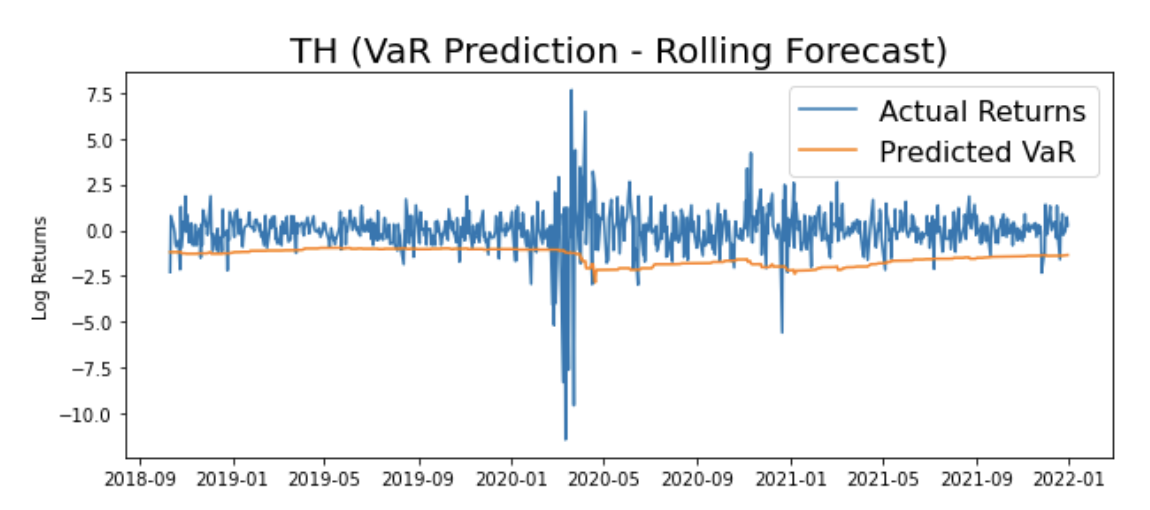 TH (VaR Prediction - Rolling Forecast)
Actual Returns
Predicted VaR
Log Returns
7.5
5.0
2.5
0.0
−2.5
−5.0
−7.5
−10.0
2018-09 2019-01 2019-05 2019-09 2020-01 2020-05 2020-09 2021-01 2021-05 2021-09 2022-01